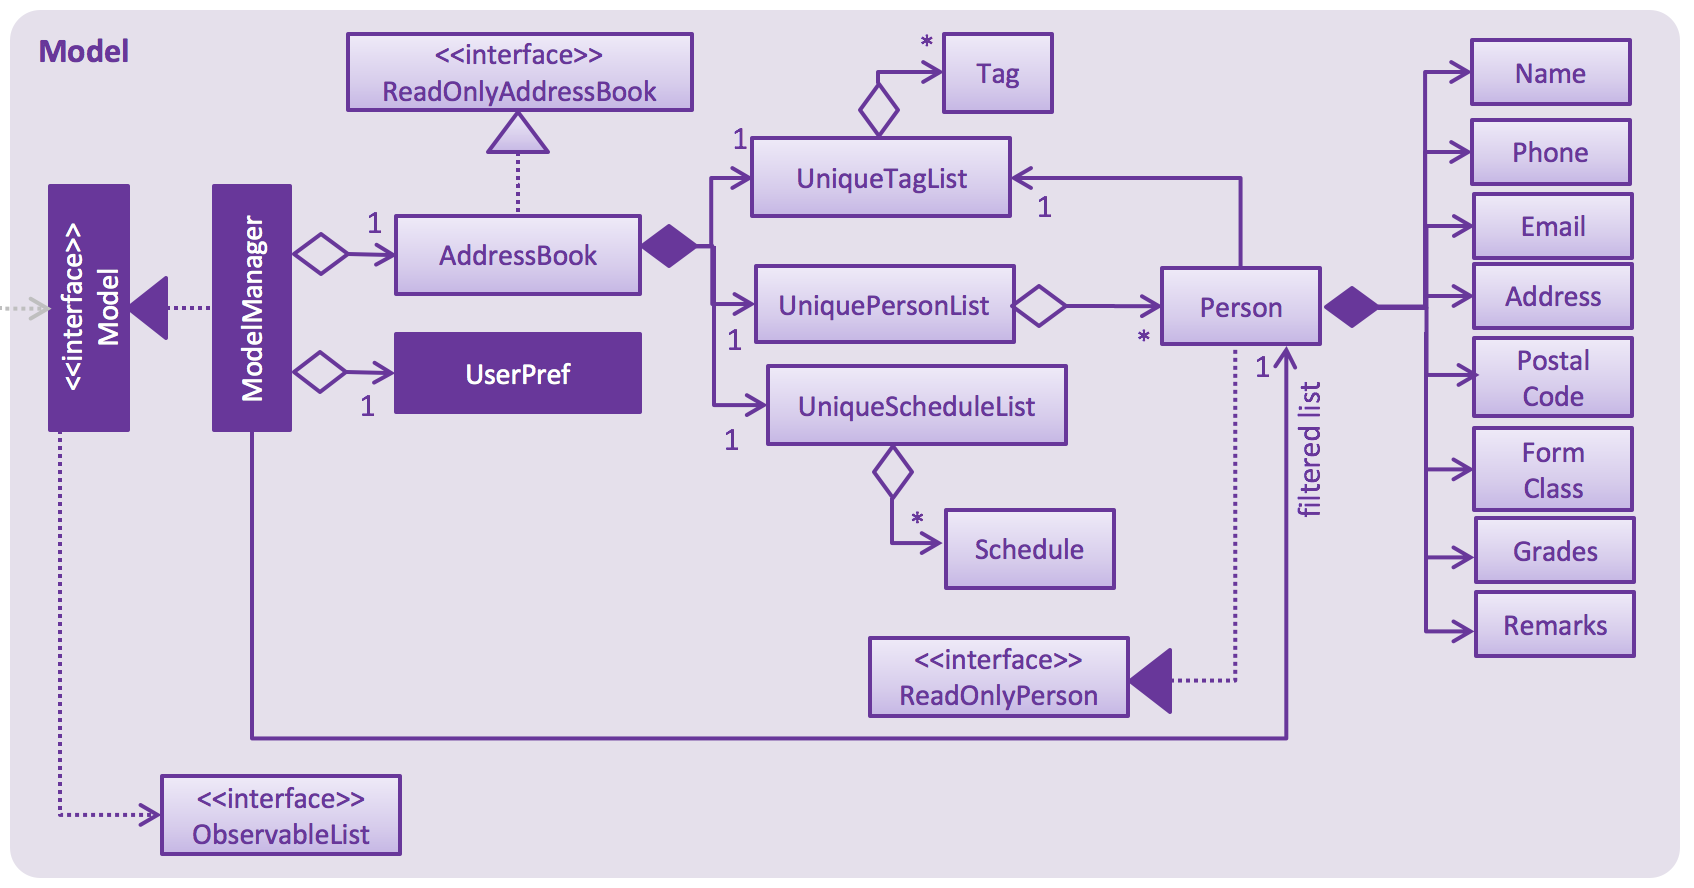 Model
<<interface>>
ReadOnlyAddressBook
*
Tag
Name
Phone
1
UniqueTagList
1
<<interface>>
Model
ModelManager
1
AddressBook
Email
Address
UniquePersonList
1
Person
*
1
UserPref
1
UniqueScheduleList
1
filtered list
Postal
Code
Form
Class
*
Schedule
Grades
Remarks
<<interface>>
ReadOnlyPerson
<<interface>>
ObservableList